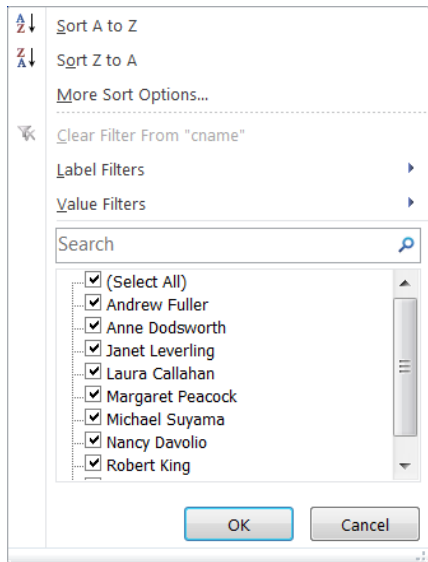 Sort A to Z
Sort Z to A
More Sort Options...
Clear Filter From "cname"
Label Filters
Value Filters
Search
(Select All)
Andrew Fuller
Anne Dodsworth
Janet Leverling
Laura Callahan
Margaret Peacock
Michael Suyama
Nancy Davolio
Robert King
OK Cancel